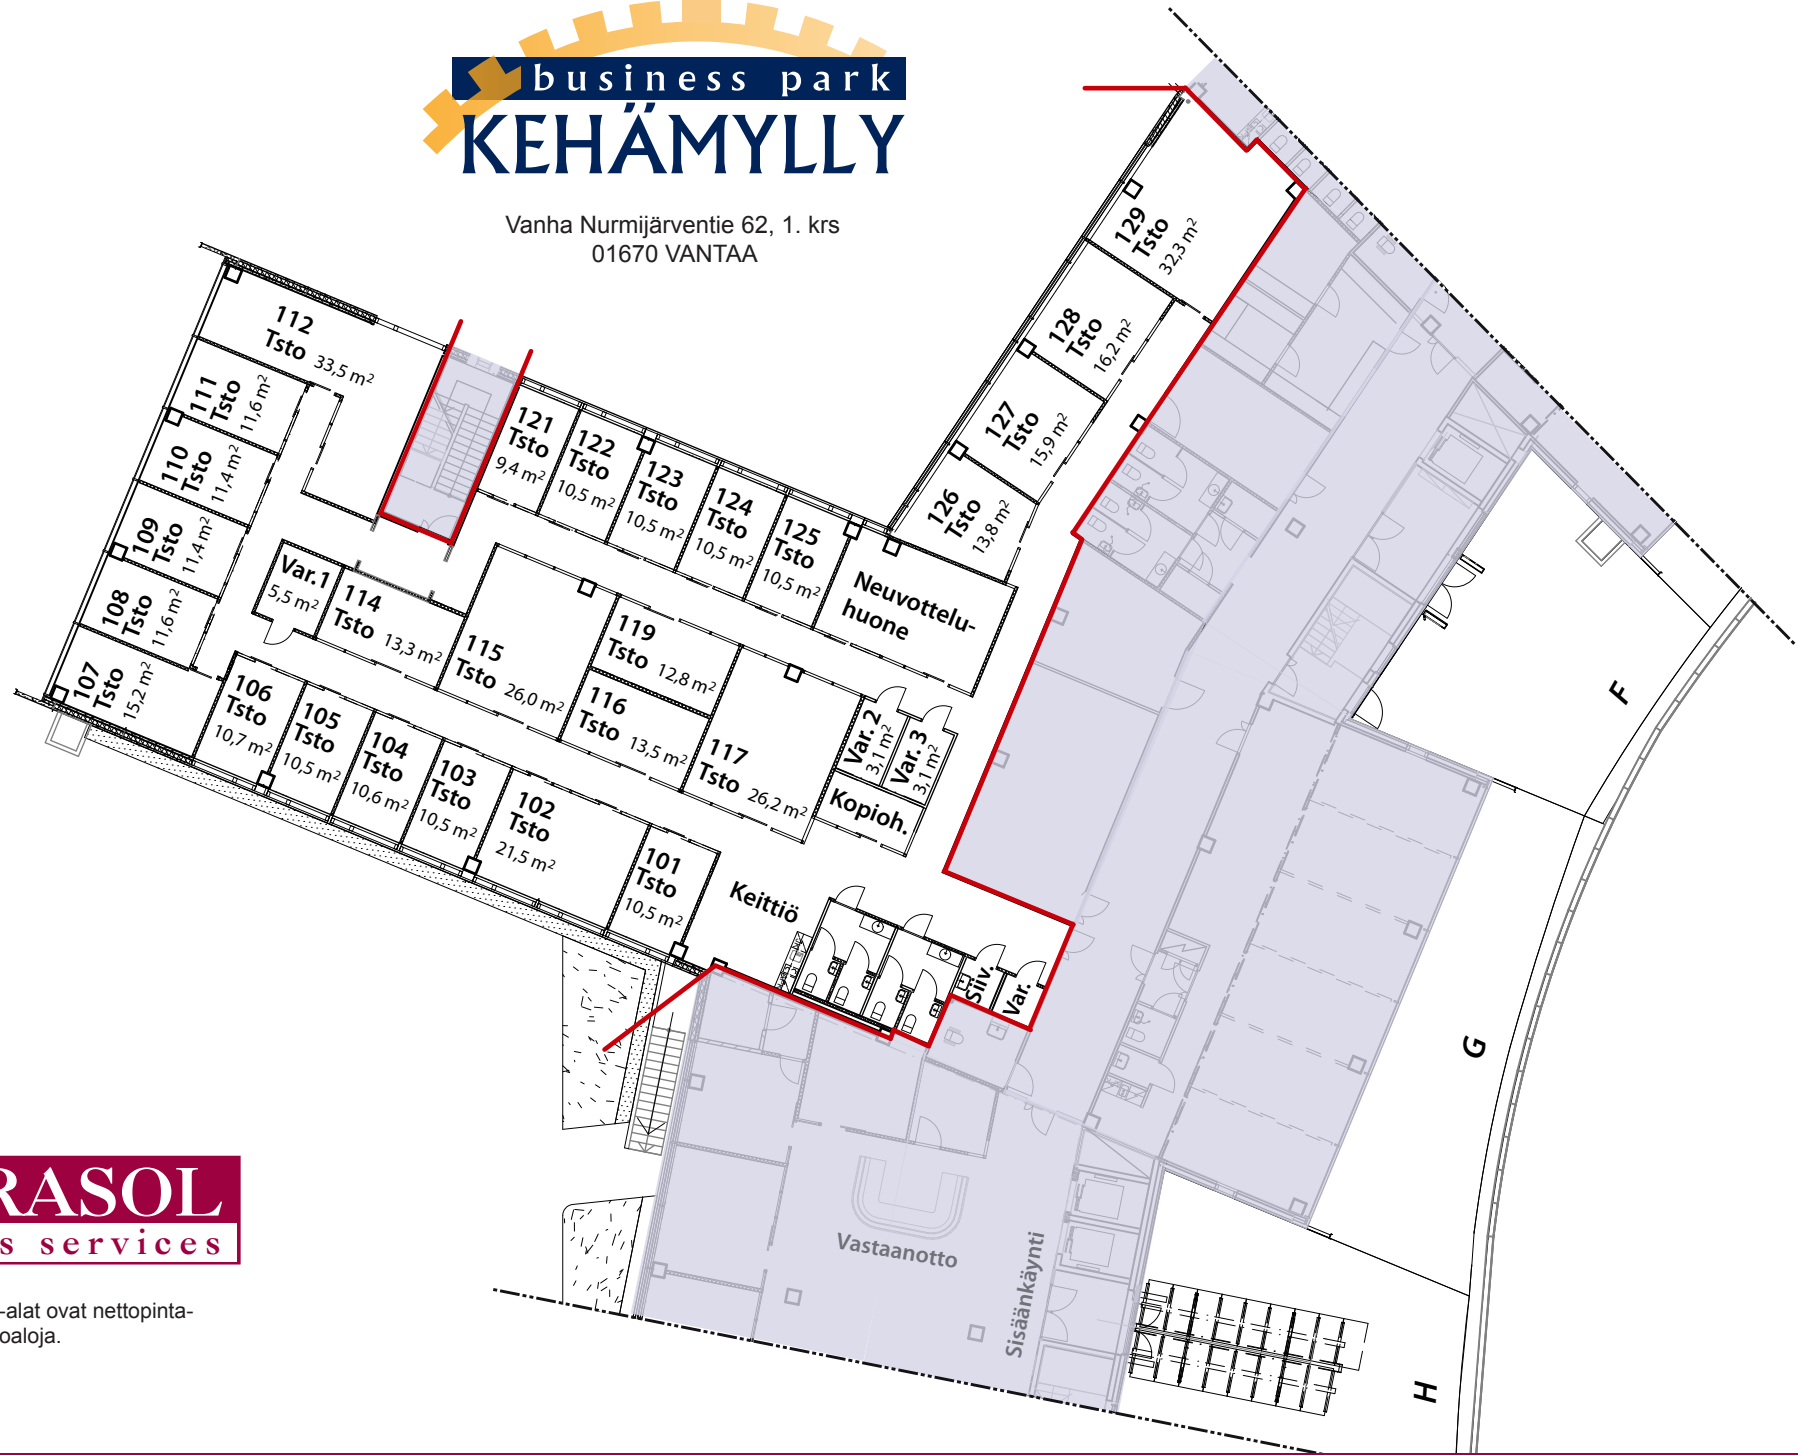 business park
KEHÄMYLLY
Vanha Nurmijärventie 62, 1. krs
01670 VANTAA
129
Tsto
32,3 m²
128
Tsto
16,2 m²
127
Tsto
15,9 m²
126
Tsto
13,8 m²
112
Tsto 33,5 m²
111
Tsto
11,6 m²
110
Tsto
11,4 m²
109
Tsto
11,4 m²
108
Tsto
11,6 m²
107
Tsto
15,2 m²
121
Tsto
9,4 m²
122
Tsto
10,5 m²
123
Tsto
10,5 m²
124
Tsto
10,5 m²
125
Tsto
10,5 m²
Neuvottelu-
huone
Var.1
5,5 m²
114
Tsto 13,3 m²
115
Tsto 26,0 m²
119
Tsto 12,8 m²
116
Tsto 13,5 m²
117
Tsto 26,2 m²
Var. 2
3,1 m²
Var. 3
3,1 m²
Kopioh.
106
Tsto
10,7 m²
105
Tsto
10,5 m²
104
Tsto
10,6 m²
103
Tsto
10,5 m²
102
Tsto
21,5 m²
101
Tsto
10,5 m²
Keittiö
Siiv.
Var.
F
G
H
Vastaanotto
Sisäänkäynti
RASOL
s services
-alat ovat nettopinta-
oaloja.